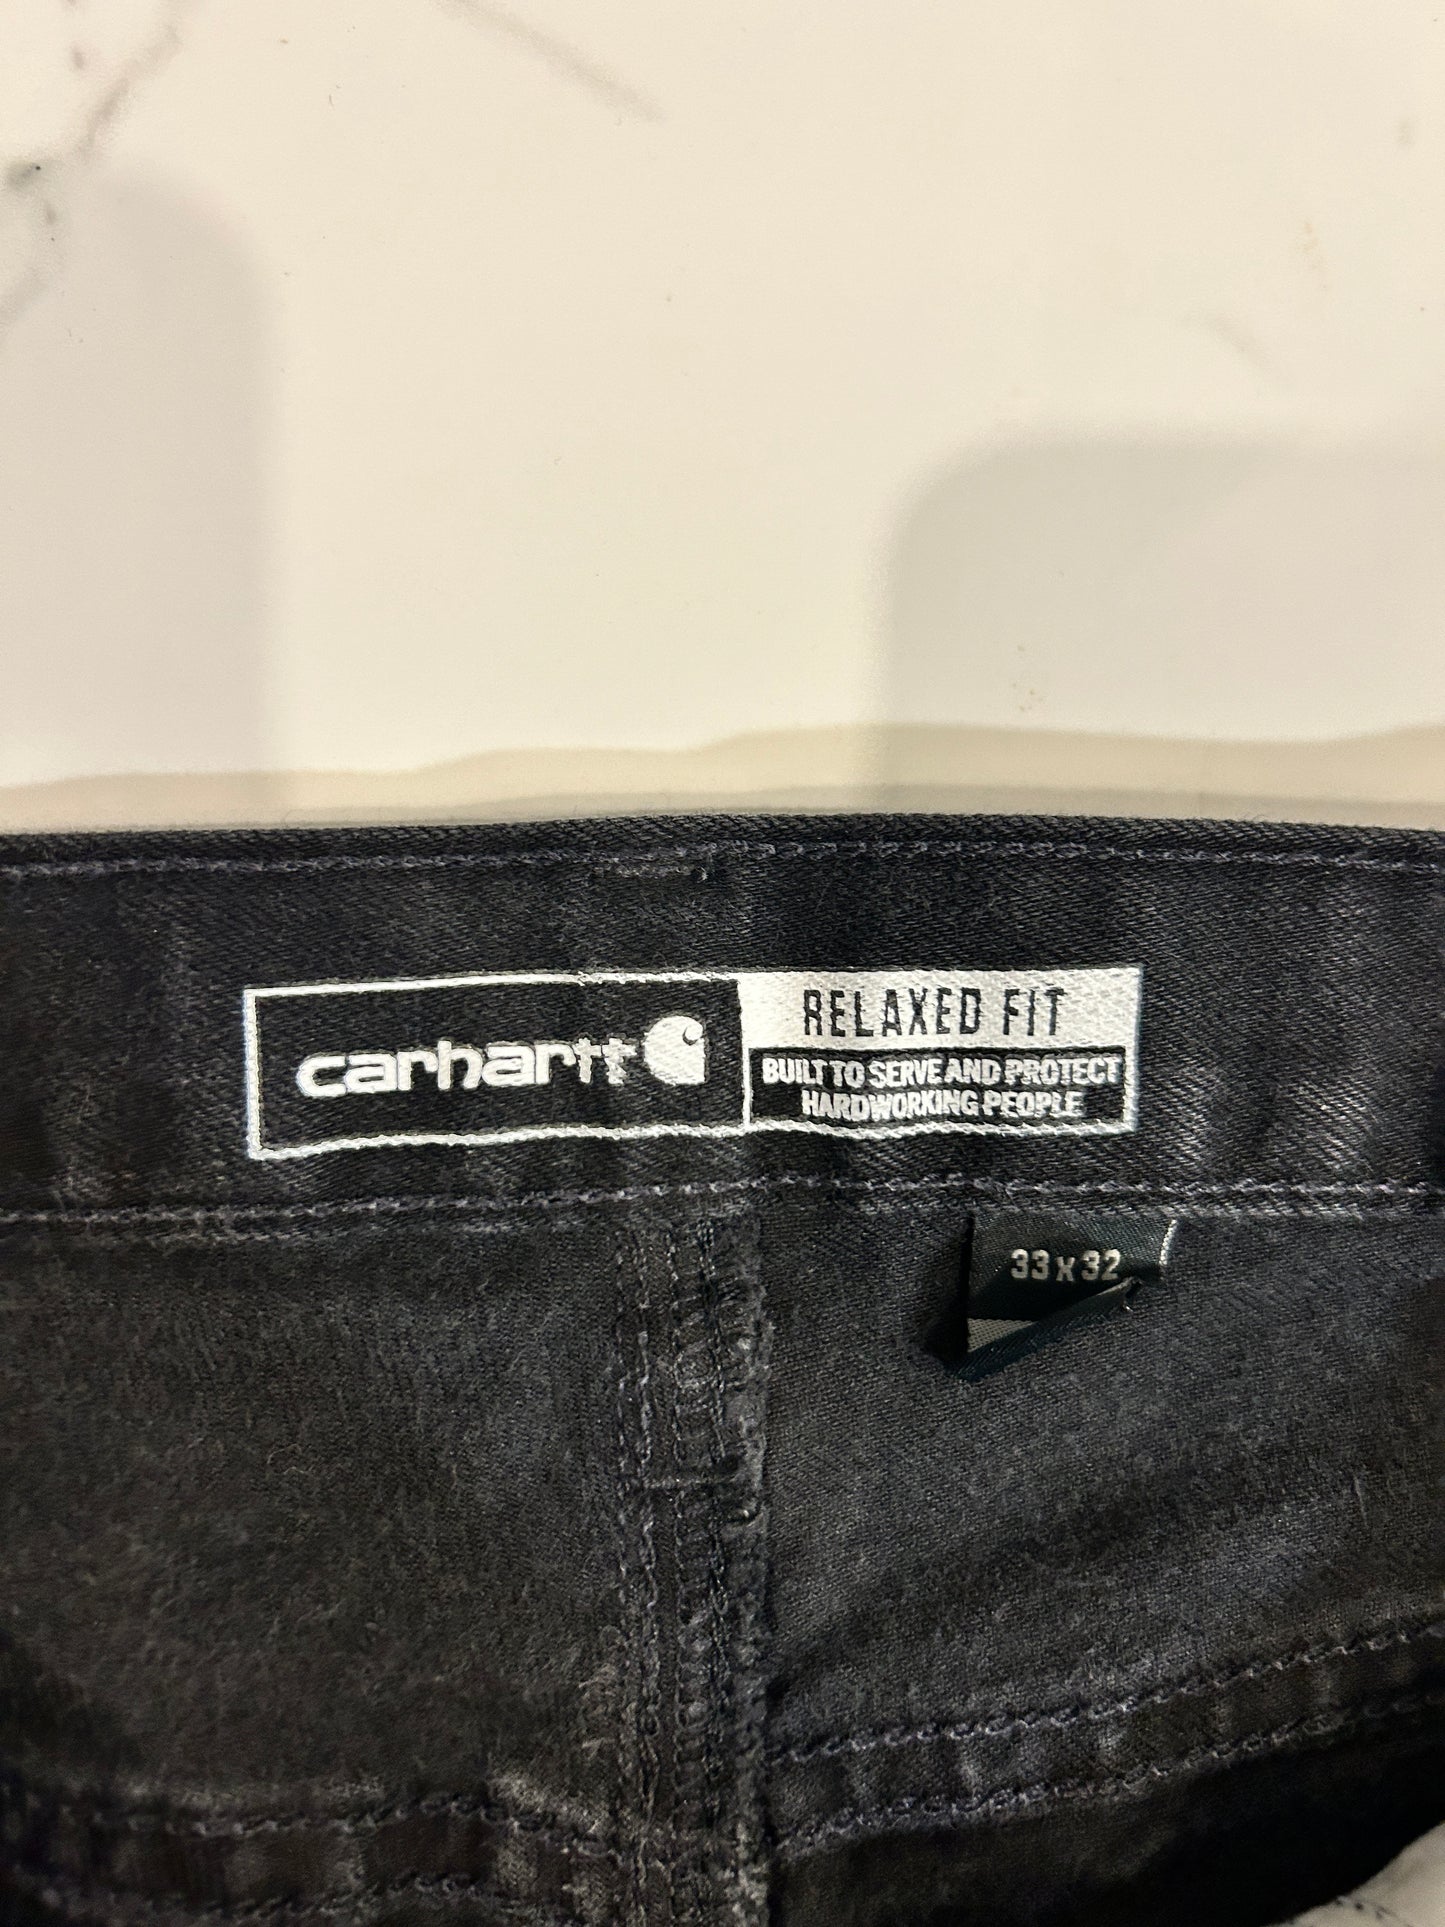 carhartt
RELAXED FIT
BUILT TO SERVE AND PROTECT
HARDWORKING PEOPLE
33 X 32